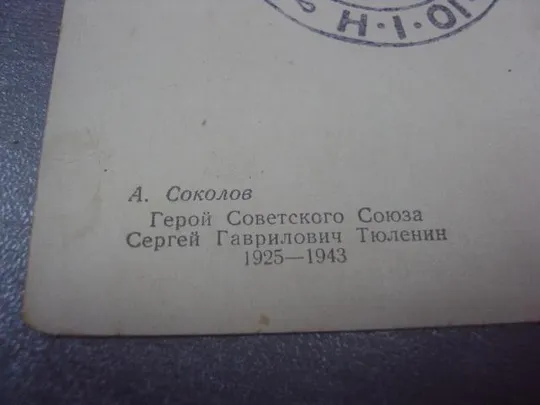 А. Соколов
Герой Советского Союза
Сергей Гаврилович Тюленин
1925—1943